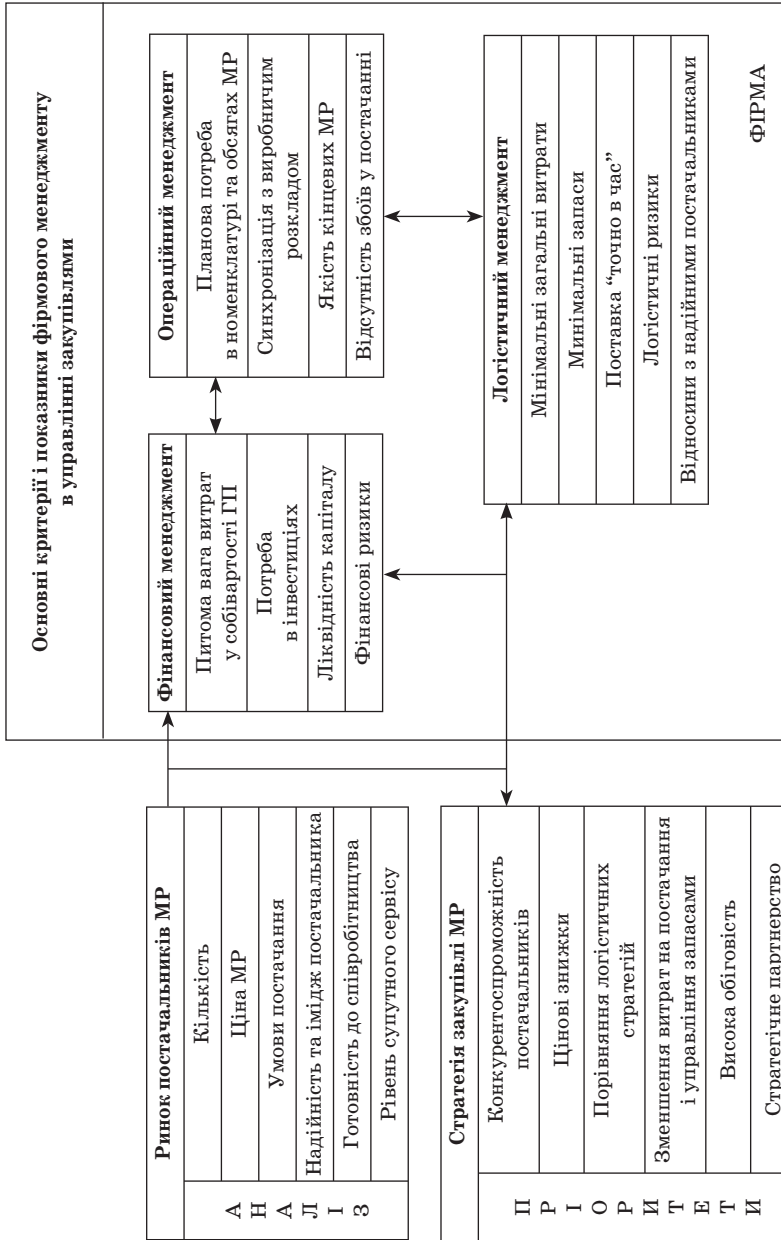 Основні критерії і показники фірмового менеджменту
в управлінні закупівлями
Ринок постачальників МР
АНАЛІЗ
Кількість
Ціна МР
Умови постачання
Надійність та імідж постачальника
Готовність до співробітництва
Рівень супутного сервісу
Фінансовий менеджмент
Питома вага витрат
у собівартості ГП
Потреба
в інвестиціях
Ліквідність капіталу
Фінансові ризики
Операційний менеджмент
Планова потреба
в номенклатурі та обсягах МР
Синхронізація з виробничим
розкладом
Якість кінцевих МР
Відсутність збоїв у постачанні
Стратегія закупівлі МР
ПРІОРИТЕТИ
Конкурентоспроможність
постачальників
Цінові знижки
Порівняння логістичних
стратегій
Зменшення витрат на постачання
і управління запасами
Висока обіговість
Стратегічне партнерство
Логістичний менеджмент
Мінімальні загальні витрати
Минімальні запаси
Поставка “точно в час”
Логістичні ризики
Відносини з надійними постачальниками
ФІРМА